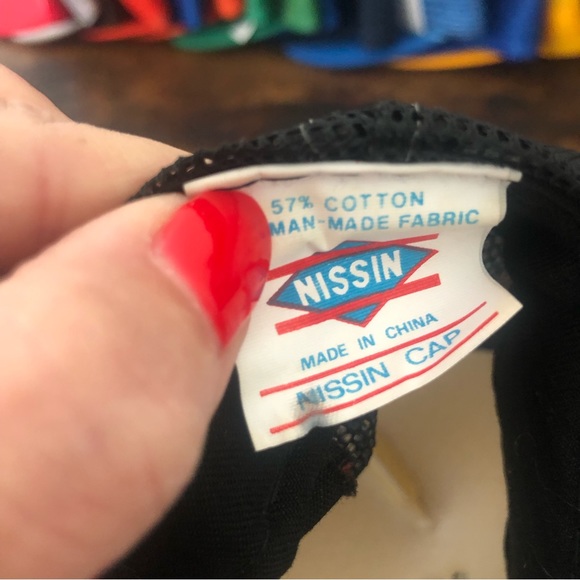 57% COTTON
MAN-MADE FABRIC
NISSIN
MADE IN CHINA
NISSIN CAP